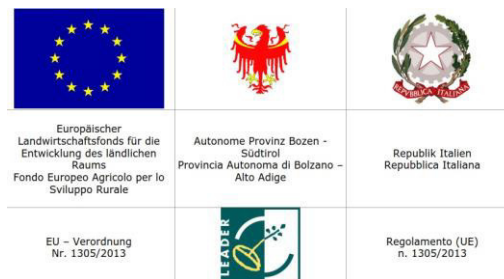 REPUBBLICA ITALIANA
Europäischer
Landwirtschaftsfonds für die
Entwicklung des ländlichen
Raums
Fondo Europeo Agricolo per lo
Sviluppo Rurale
Autonome Provinz Bozen -
Südtirol
Provincia Autonoma di Bolzano –
Alto Adige
Republik Italien
Repubblica Italiana
EU – Verordnung
Nr. 1305/2013
LEADER
Regolamento (UE)
n. 1305/2013